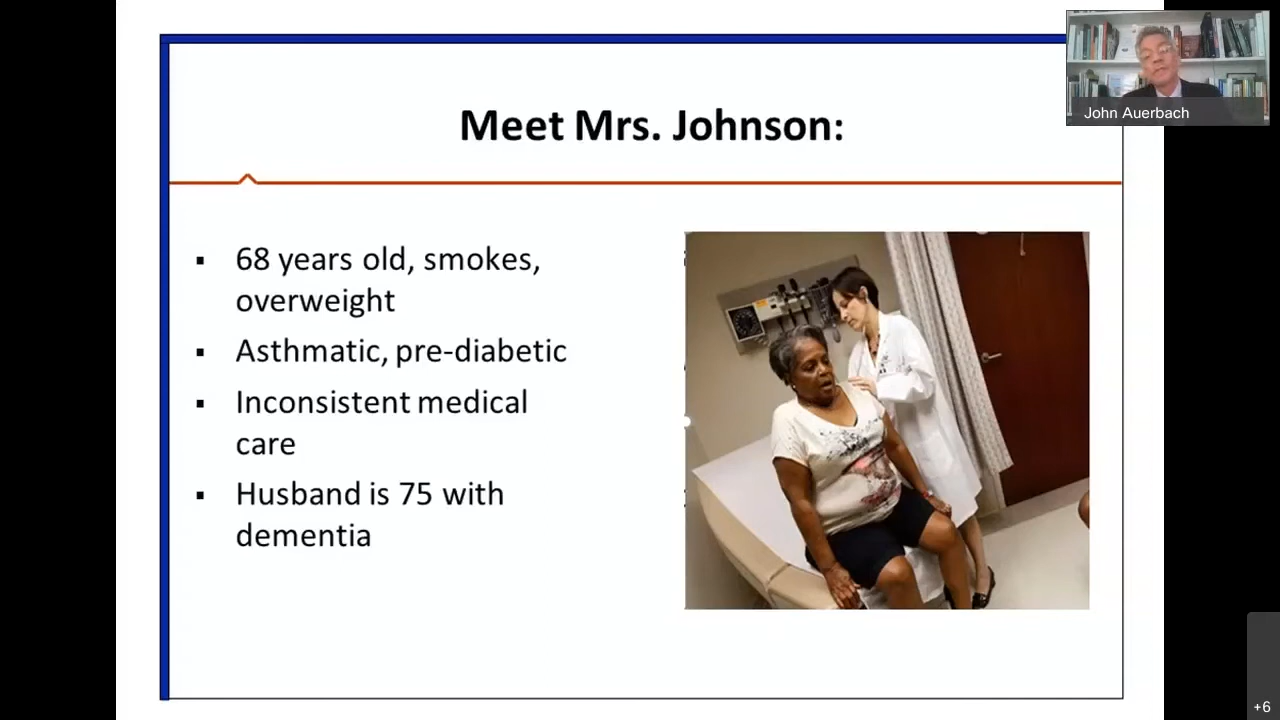 Meet Mrs. Johnson:
John Auerbach
▪ 68 years old, smokes,
overweight
▪ Asthmatic, pre-diabetic
▪ Inconsistent medical
care
▪ Husband is 75 with
dementia
+6